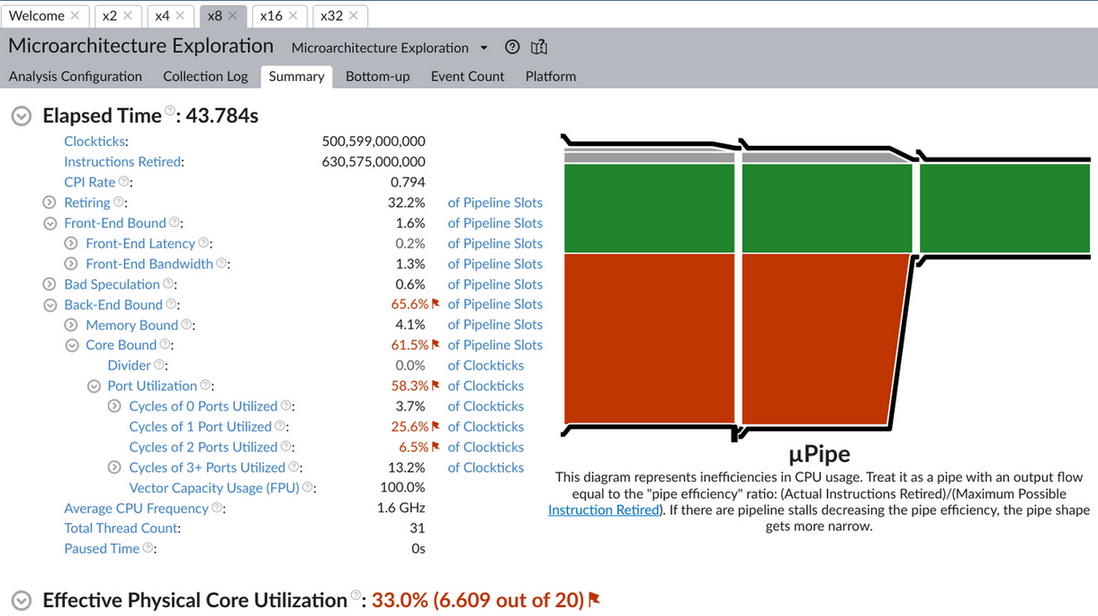 Welcome x2 x4 x8 x16 x32
Microarchitecture Exploration Microarchitecture Exploration
Analysis Configuration Collection Log Summary Bottom-up Event Count Platform
Elapsed Time: 43.784s
Clockticks: 500,599,000,000
Instructions Retired: 630,575,000,000
CPI Rate: 0.794
Retiring: 32.2% of Pipeline Slots
Front-End Bound: 1.6% of Pipeline Slots
Front-End Latency: 0.2% of Pipeline Slots
Front-End Bandwidth: 1.3% of Pipeline Slots
Bad Speculation: 0.6% of Pipeline Slots
Back-End Bound: 65.6% of Pipeline Slots
Memory Bound: 4.1% of Pipeline Slots
Core Bound: 61.5% of Pipeline Slots
Divider: 0.0% of Clockticks
Port Utilization: 58.3% of Clockticks
Cycles of 0 Ports Utilized: 3.7% of Clockticks
Cycles of 1 Port Utilized: 25.6% of Clockticks
Cycles of 2 Ports Utilized: 6.5% of Clockticks
Cycles of 3+ Ports Utilized: 13.2% of Clockticks
Vector Capacity Usage (FPU): 100.0%
Average CPU Frequency: 1.6 GHz
Total Thread Count: 31
Paused Time: 0s
μPipe
This diagram represents inefficiencies in CPU usage. Treat it as a pipe with an output flow
equal to the "pipe efficiency" ratio: (Actual Instructions Retired)/(Maximum Possible
Instruction Retired). If there are pipeline stalls decreasing the pipe efficiency, the pipe shape
gets more narrow.
Effective Physical Core Utilization: 33.0% (6.609 out of 20)